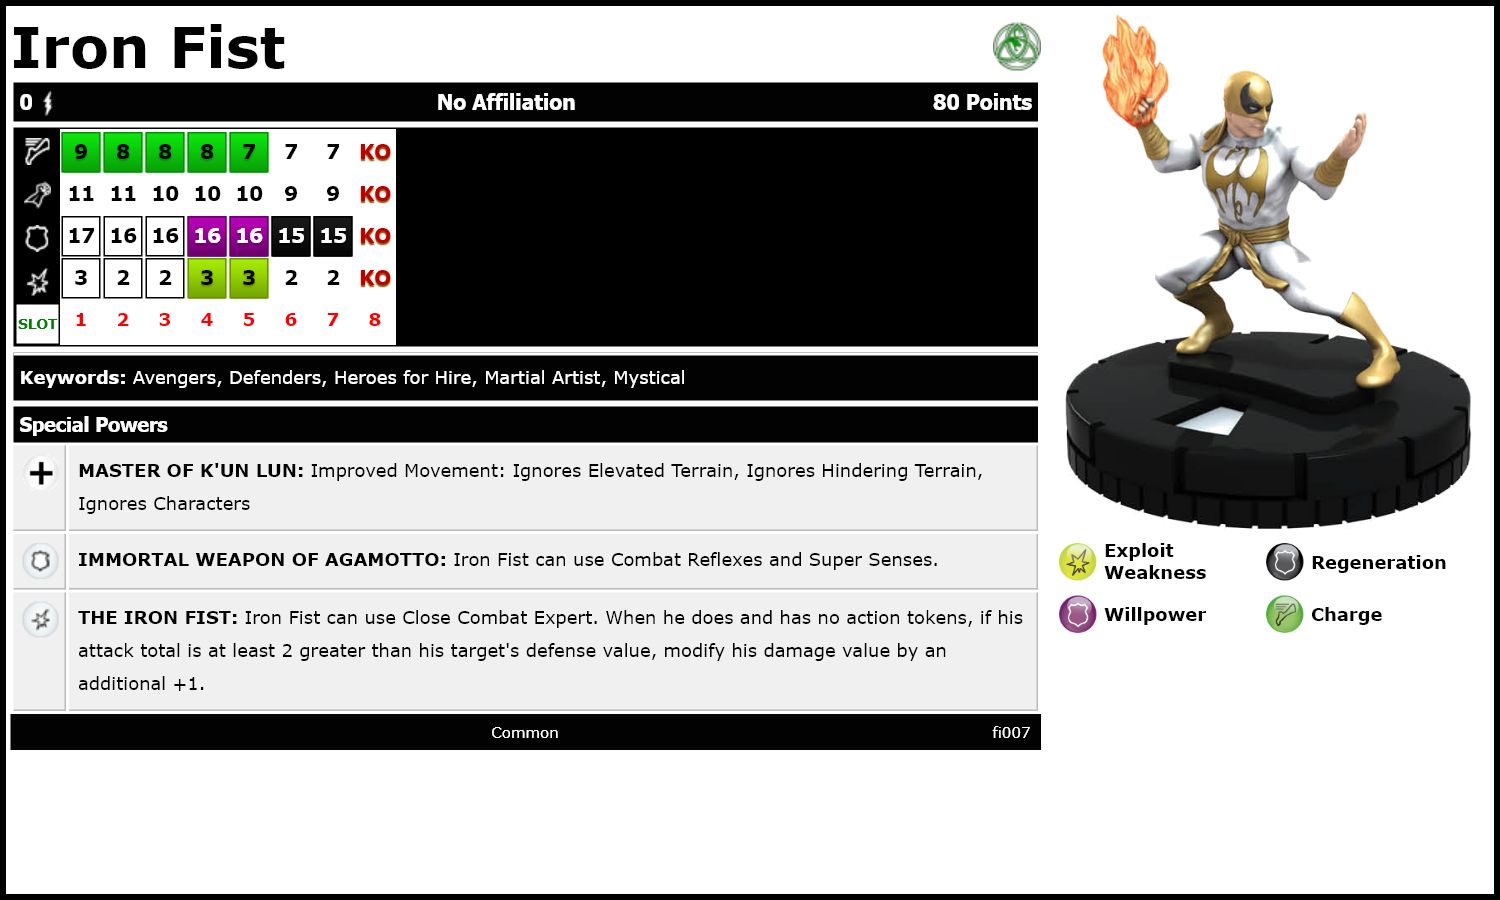 Iron Fist
0 No Affiliation 80 Points
9 8 8 8 7 7 7 KO
11 11 10 10 10 9 9 KO
17 16 16 16 16 15 15 KO
3 2 2 3 3 2 2 KO
SLOT 1 2 3 4 5 6 7 8
Keywords: Avengers, Defenders, Heroes for Hire, Martial Artist, Mystical
Special Powers
MASTER OF K'UN LUN: Improved Movement: Ignores Elevated Terrain, Ignores Hindering Terrain,
Ignores Characters
IMMORTAL WEAPON OF AGAMOTTO: Iron Fist can use Combat Reflexes and Super Senses.
THE IRON FIST: Iron Fist can use Close Combat Expert. When he does and has no action tokens, if his
attack total is at least 2 greater than his target's defense value, modify his damage value by an
additional +1.
Common fi007
Exploit
Weakness
Regeneration
Willpower
Charge